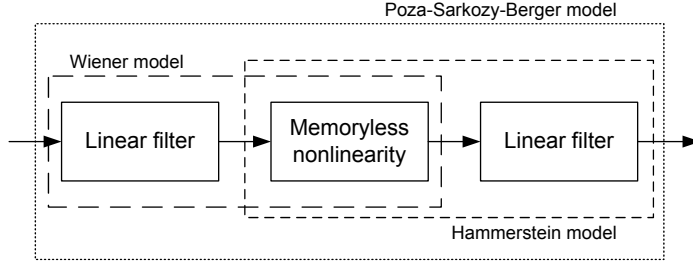 Poza-Sarkozy-Berger model
Wiener model
Linear filter
Memoryless
nonlinearity
Linear filter
Hammerstein model